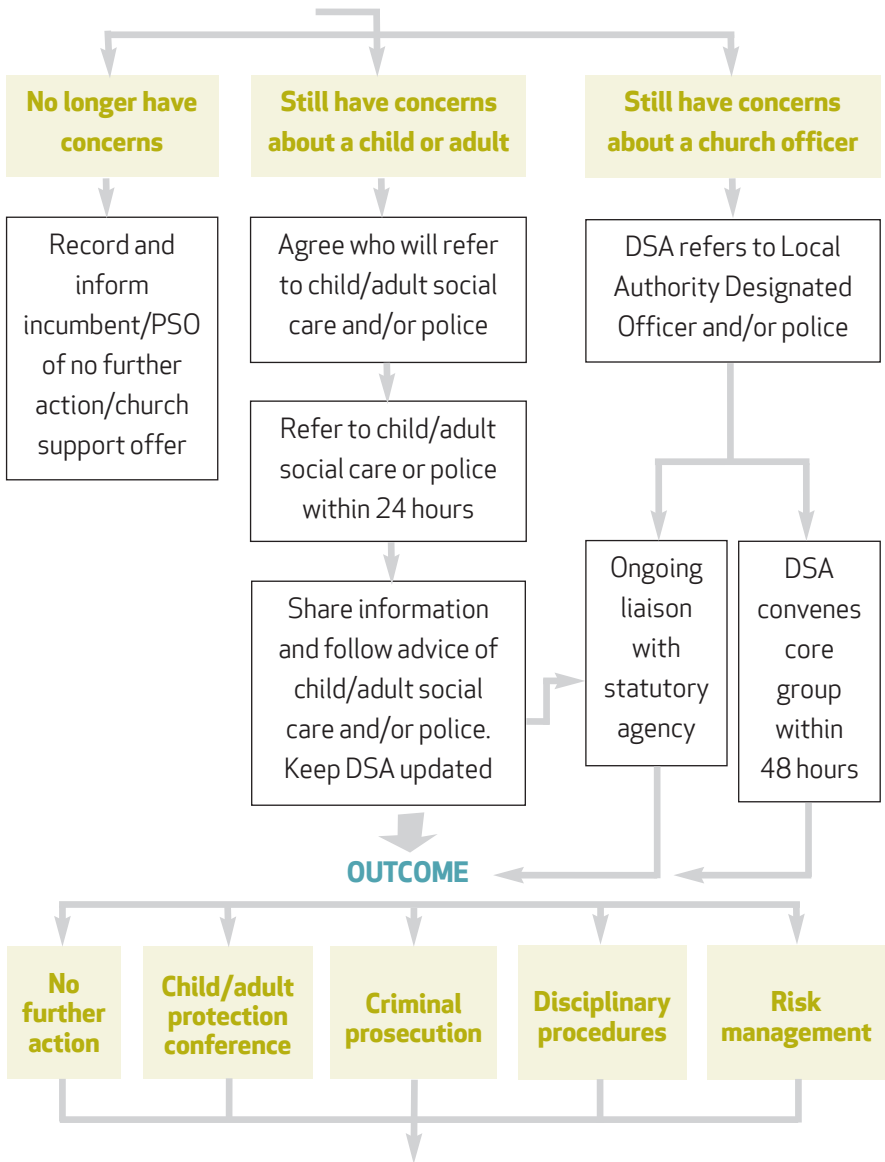 No longer have
concerns
Still have concerns
about a child or adult
Still have concerns
about a church officer
Record and
inform
incumbent/PSO
of no further
action/church
support offer
Agree who will refer
to child/adult social
care and/or police
DSA refers to Local
Authority Designated
Officer and/or police
Refer to child/adult
social care or police
within 24 hours
Share information
and follow advice of
child/adult social
care and/or police.
Keep DSA updated
Ongoing
liaison
with
statutory
agency
DSA
convenes
core
group
within
48 hours
OUTCOME
No
further
action
Child/adult
protection
conference
Criminal
prosecution
Disciplinary
procedures
Risk
management